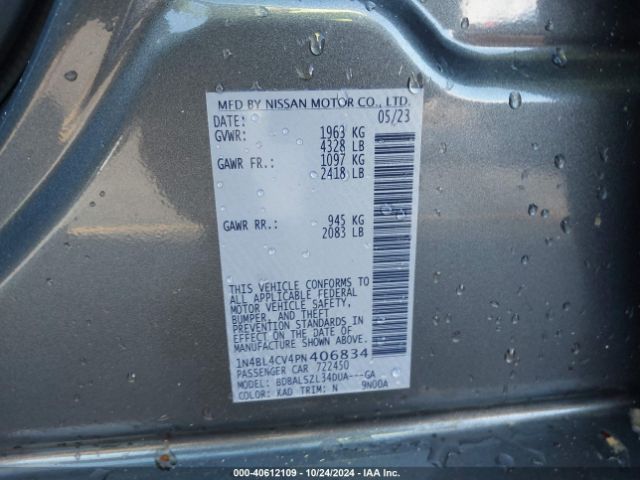 MFD BY NISSAN MOTOR CO., LTD.
DATE: 05/23
GVWR: 1963 KG
4328 LB
GAWR FR.: 1097 KG
2418 LB
GAWR RR.: 945 KG
2083 LB
THIS VEHICLE CONFORMS TO
ALL APPLICABLE FEDERAL
MOTOR VEHICLE SAFETY,
BUMPER, AND THEFT
PREVENTION STANDARDS IN
EFFECT ON THE DATE OF
MANUFACTURE SHOWN ABOVE.
1N4BL4CV4PN406834
PASSENGER CAR 722450
MODEL: BDBALSZL34DUA---GA
COLOR: KAD TRIM: N 9N00A
000-40612109 - 10/24/2024 - IAA Inc.